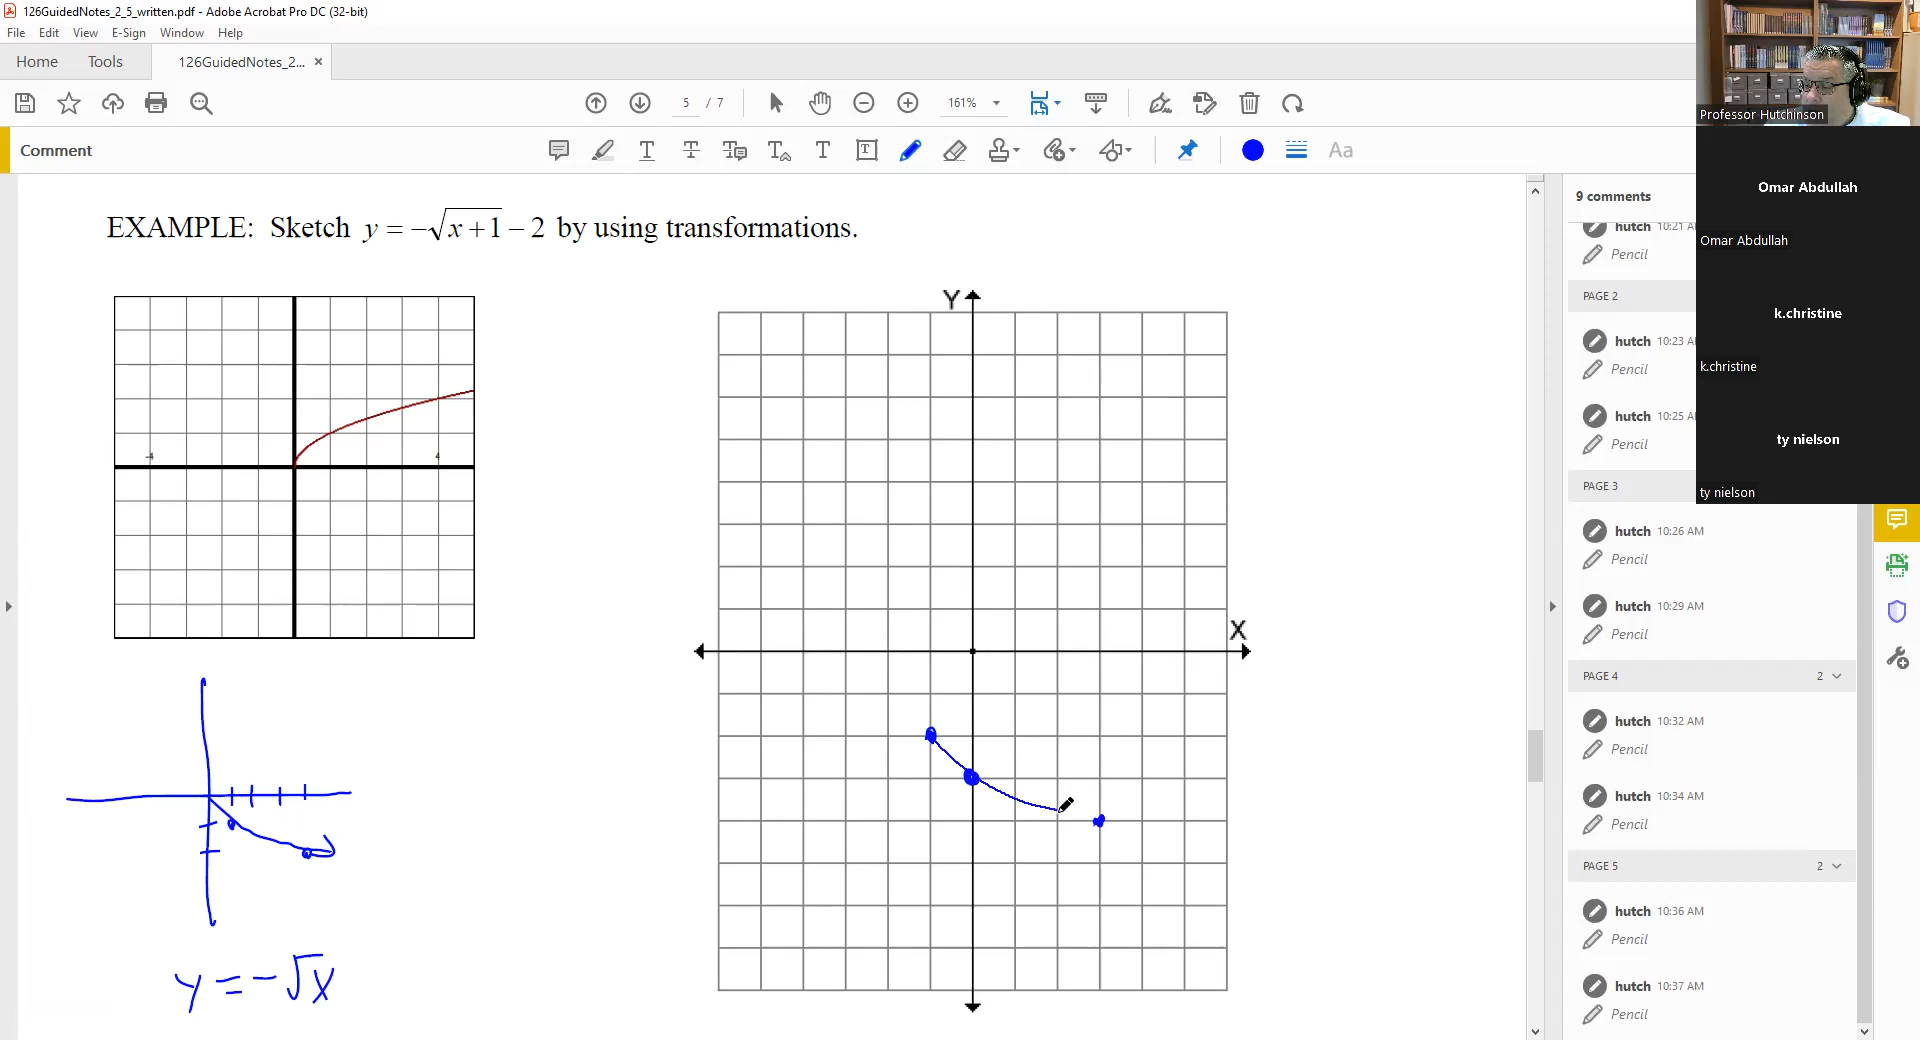 126GuidedNotes_2_5_written.pdf - Adobe Acrobat Pro DC (32-bit)
File Edit View E-Sign Window Help
Home Tools 126GuidedNotes_2... ×
5 / 7 161%
Comment
T T T T T T Aa
EXAMPLE: Sketch y = -√x+1 - 2 by using transformations.
Y
X
-4 4
y = -√x
9 comments
hutch 10:21 A
Pencil
PAGE 2
hutch 10:23 A
Pencil
hutch 10:25 A
Pencil
PAGE 3
hutch 10:26 AM
Pencil
hutch 10:29 AM
Pencil
PAGE 4 2
hutch 10:32 AM
Pencil
hutch 10:34 AM
Pencil
PAGE 5 2
hutch 10:36 AM
Pencil
hutch 10:37 AM
Pencil
Professor Hutchinson
Omar Abdullah
Omar Abdullah
k.christine
k.christine
ty nielson
ty nielson